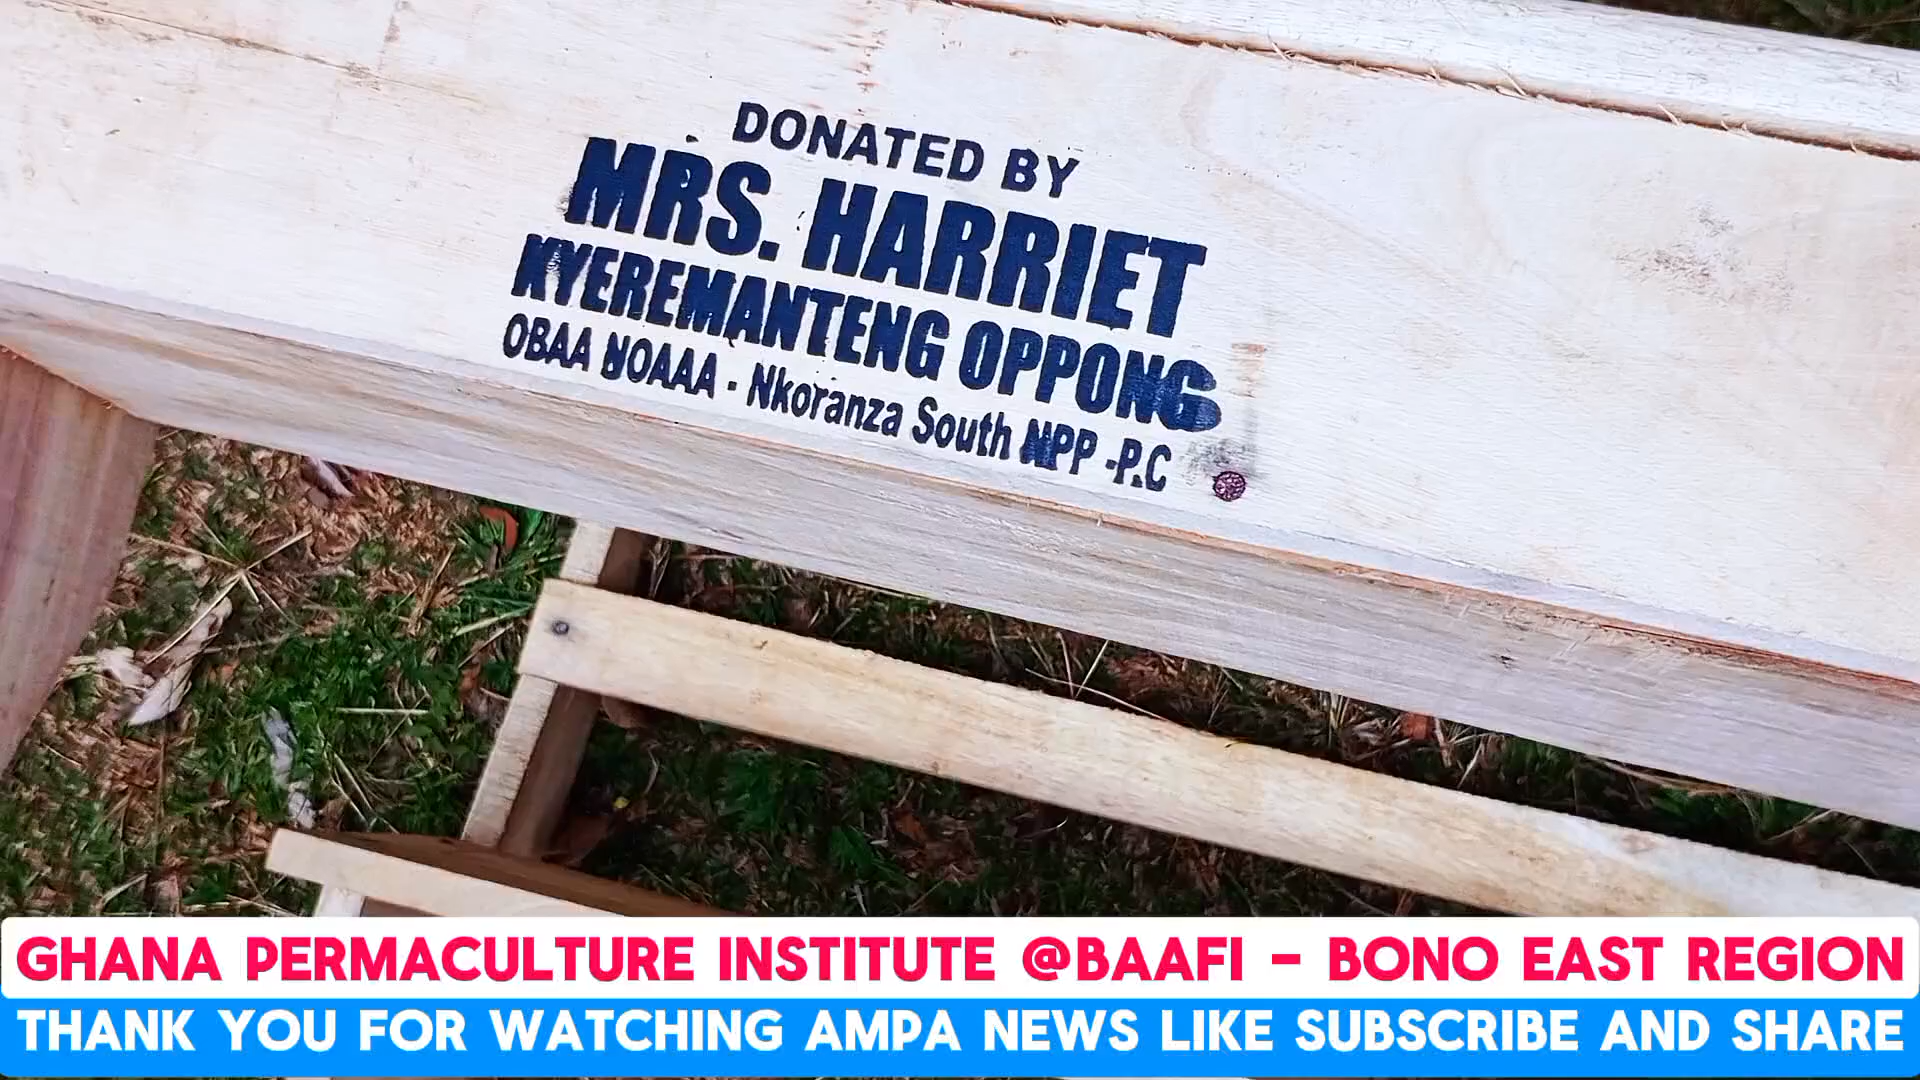 DONATED BY
MRS. HARRIET
KYEREMANTENG OPPONG
OBAA NOAAA - Nkoranza South NPP -P.C
GHANA PERMACULTURE INSTITUTE @BAAFI - BONO EAST REGION
THANK YOU FOR WATCHING AMPA NEWS LIKE SUBSCRIBE AND SHARE